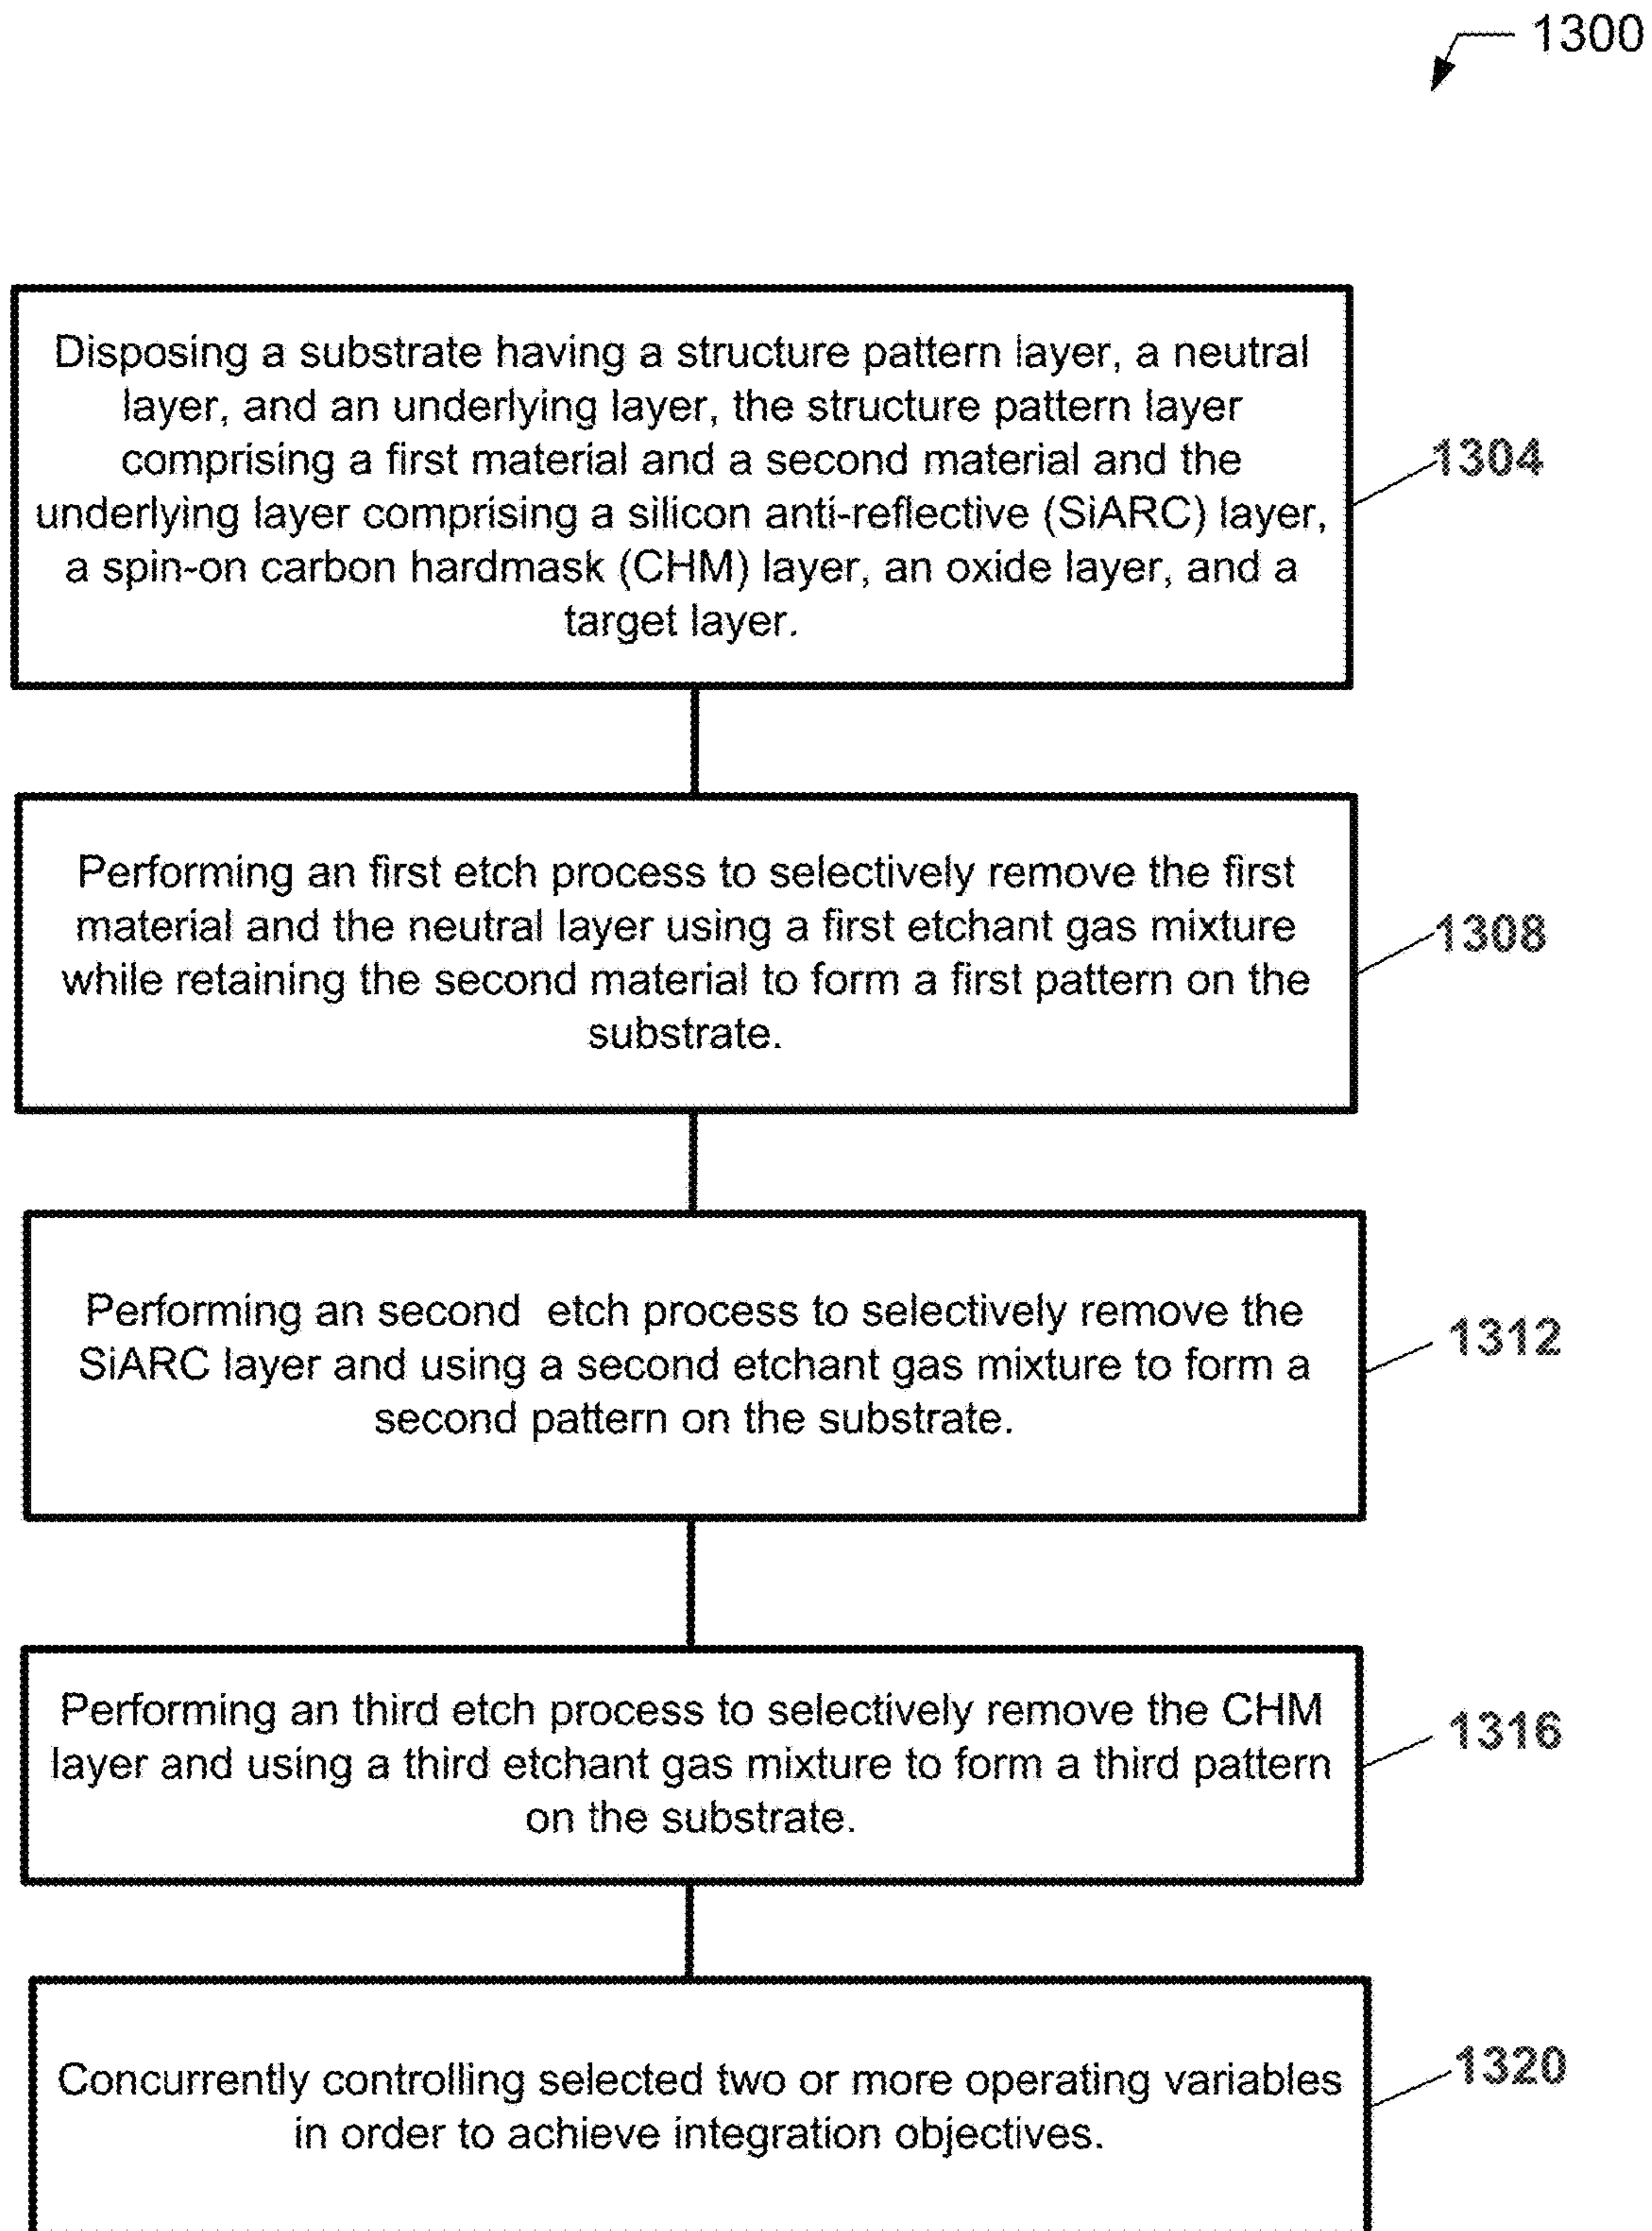 1300
Disposing a substrate having a structure pattern layer, a neutral
layer, and an underlying layer, the structure pattern layer
comprising a first material and a second material and the
underlying layer comprising a silicon anti-reflective (SiARC) layer,
a spin-on carbon hardmask (CHM) layer, an oxide layer, and a
target layer.
1304
Performing an first etch process to selectively remove the first
material and the neutral layer using a first etchant gas mixture
while retaining the second material to form a first pattern on the
substrate.
1308
Performing an second  etch process to selectively remove the
SiARC layer and using a second etchant gas mixture to form a
second pattern on the substrate.
1312
Performing an third etch process to selectively remove the CHM
layer and using a third etchant gas mixture to form a third pattern
on the substrate.
1316
Concurrently controlling selected two or more operating variables
in order to achieve integration objectives.
1320